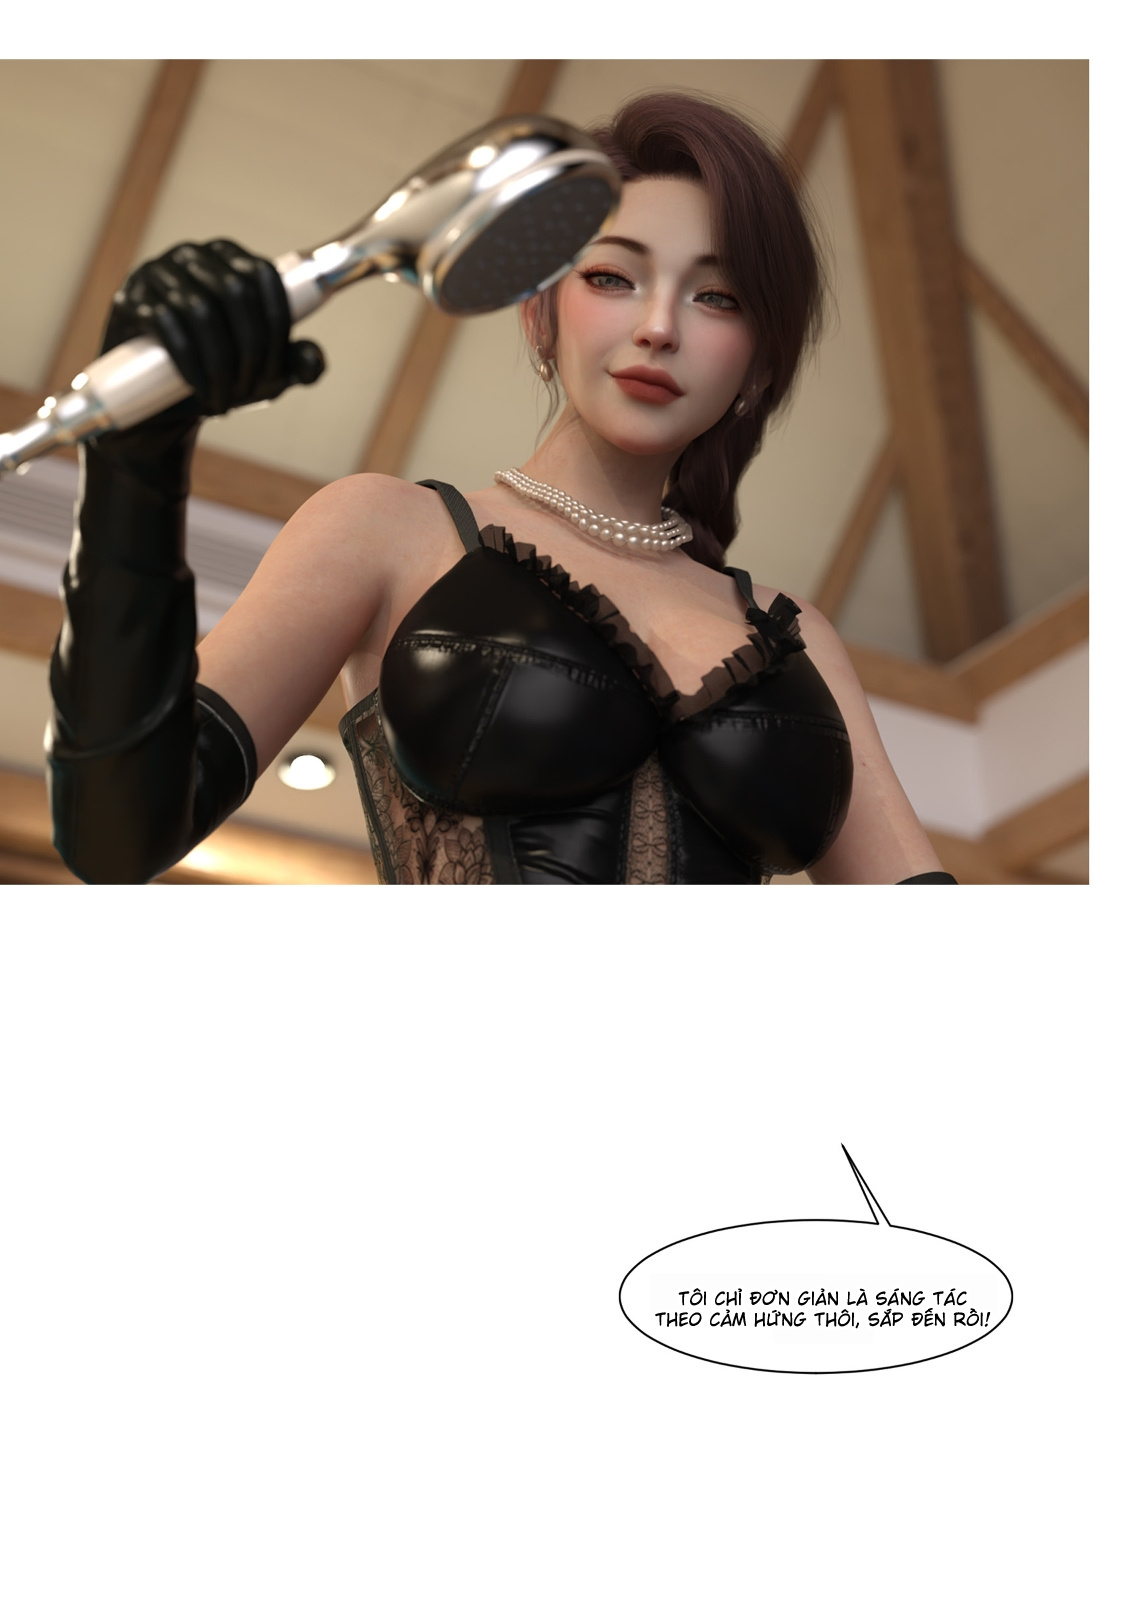 TÔI CHỈ ĐƠN GIẢN LÀ SÁNG TÁC
THEO CẢM HỨNG THÔI, SẮP ĐẾN RỒI!